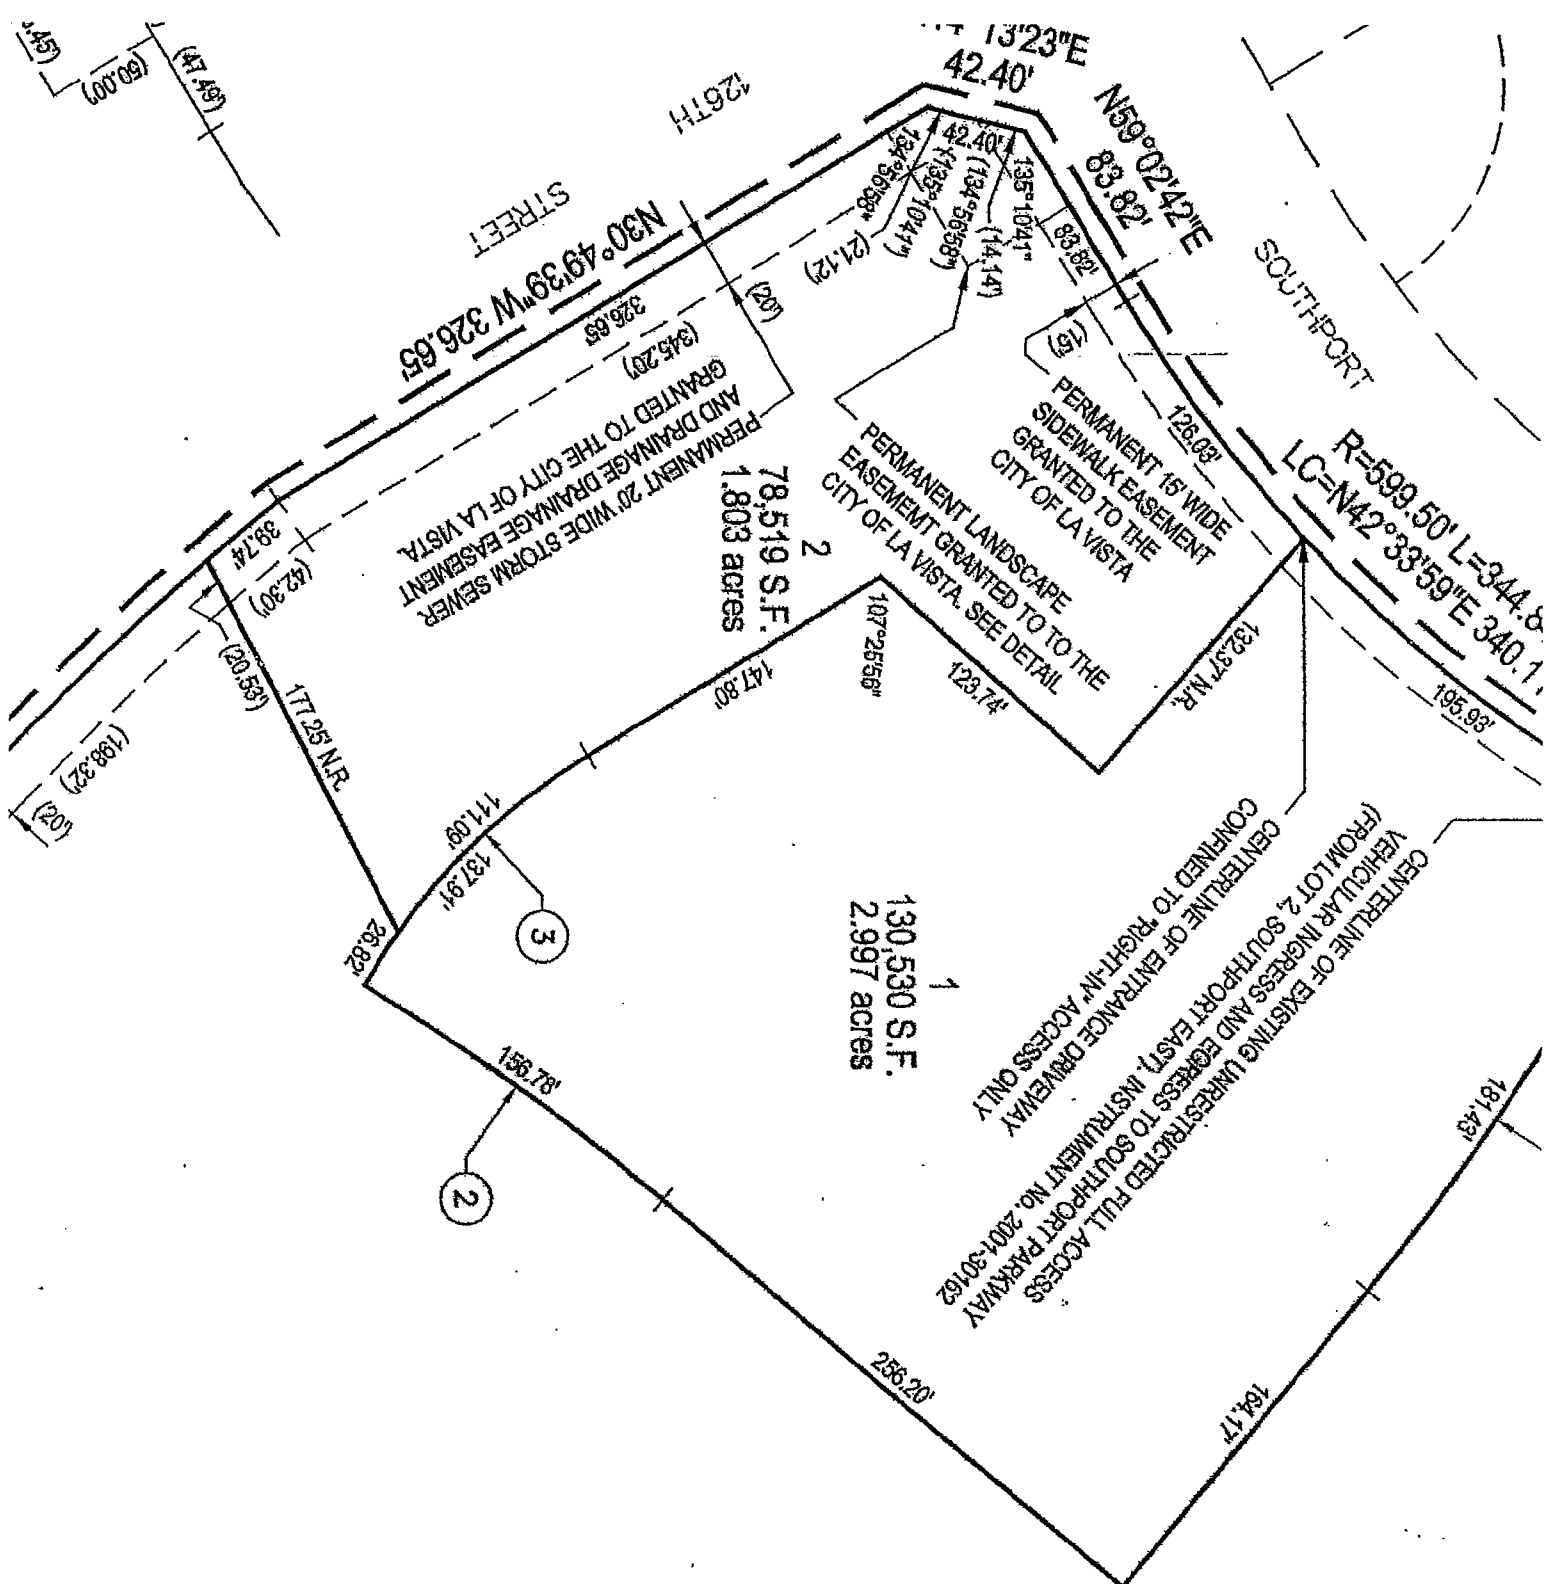 (47.49')
(50.00')
126TH
STREET
13'23"E
42.40'
N59°02'42"E
83.82'
SOUTHPORT
N30°49'39"W 326.65'
326.65'
(345.20')
(20')
(21.12')
134°56'58"
(135°10'41")
42.40'
(134°56'58")
(14.14')
135°10'41"
83.82'
(15')
126.03'
R=599.50' L=344.8
LC=N42°33'59"E 340.1
195.93'
PERMANENT 20' WIDE STORM SEWER
AND DRAINAGE DRAINAGE EASEMENT
GRANTED TO THE CITY OF LA VISTA
PERMANENT 15' WIDE
SIDEWALK EASEMENT
GRANTED TO THE
CITY OF LA VISTA
PERMANENT LANDSCAPE
EASEMEMT GRANTED TO TO THE
CITY OF LA VISTA. SEE DETAIL
2
78,519 S.F.
1.803 acres
39.74'
(42.30')
(20.53')
(198.32')
(20')
177.25' N.R.
147.80'
107°25'56"
123.74'
132.37' N.R.
111.09'
137.91'
26.82'
3
156.78'
2
1
130,530 S.F.
2.997 acres
CENTERLINE OF ENTRANCE DRIVEWAY
CONFINED TO "RIGHT-IN" ACCESS ONLY
CENTERLINE OF EXISTING UNRESTRICTED FULL ACCESS
VEHICULAR INGRESS AND EGRESS TO SOUTHPORT PARKWAY
(FROM LOT 2, SOUTHPORT EAST). INSTRUMENT No. 2001-30162
181.43'
164.17'
256.20'